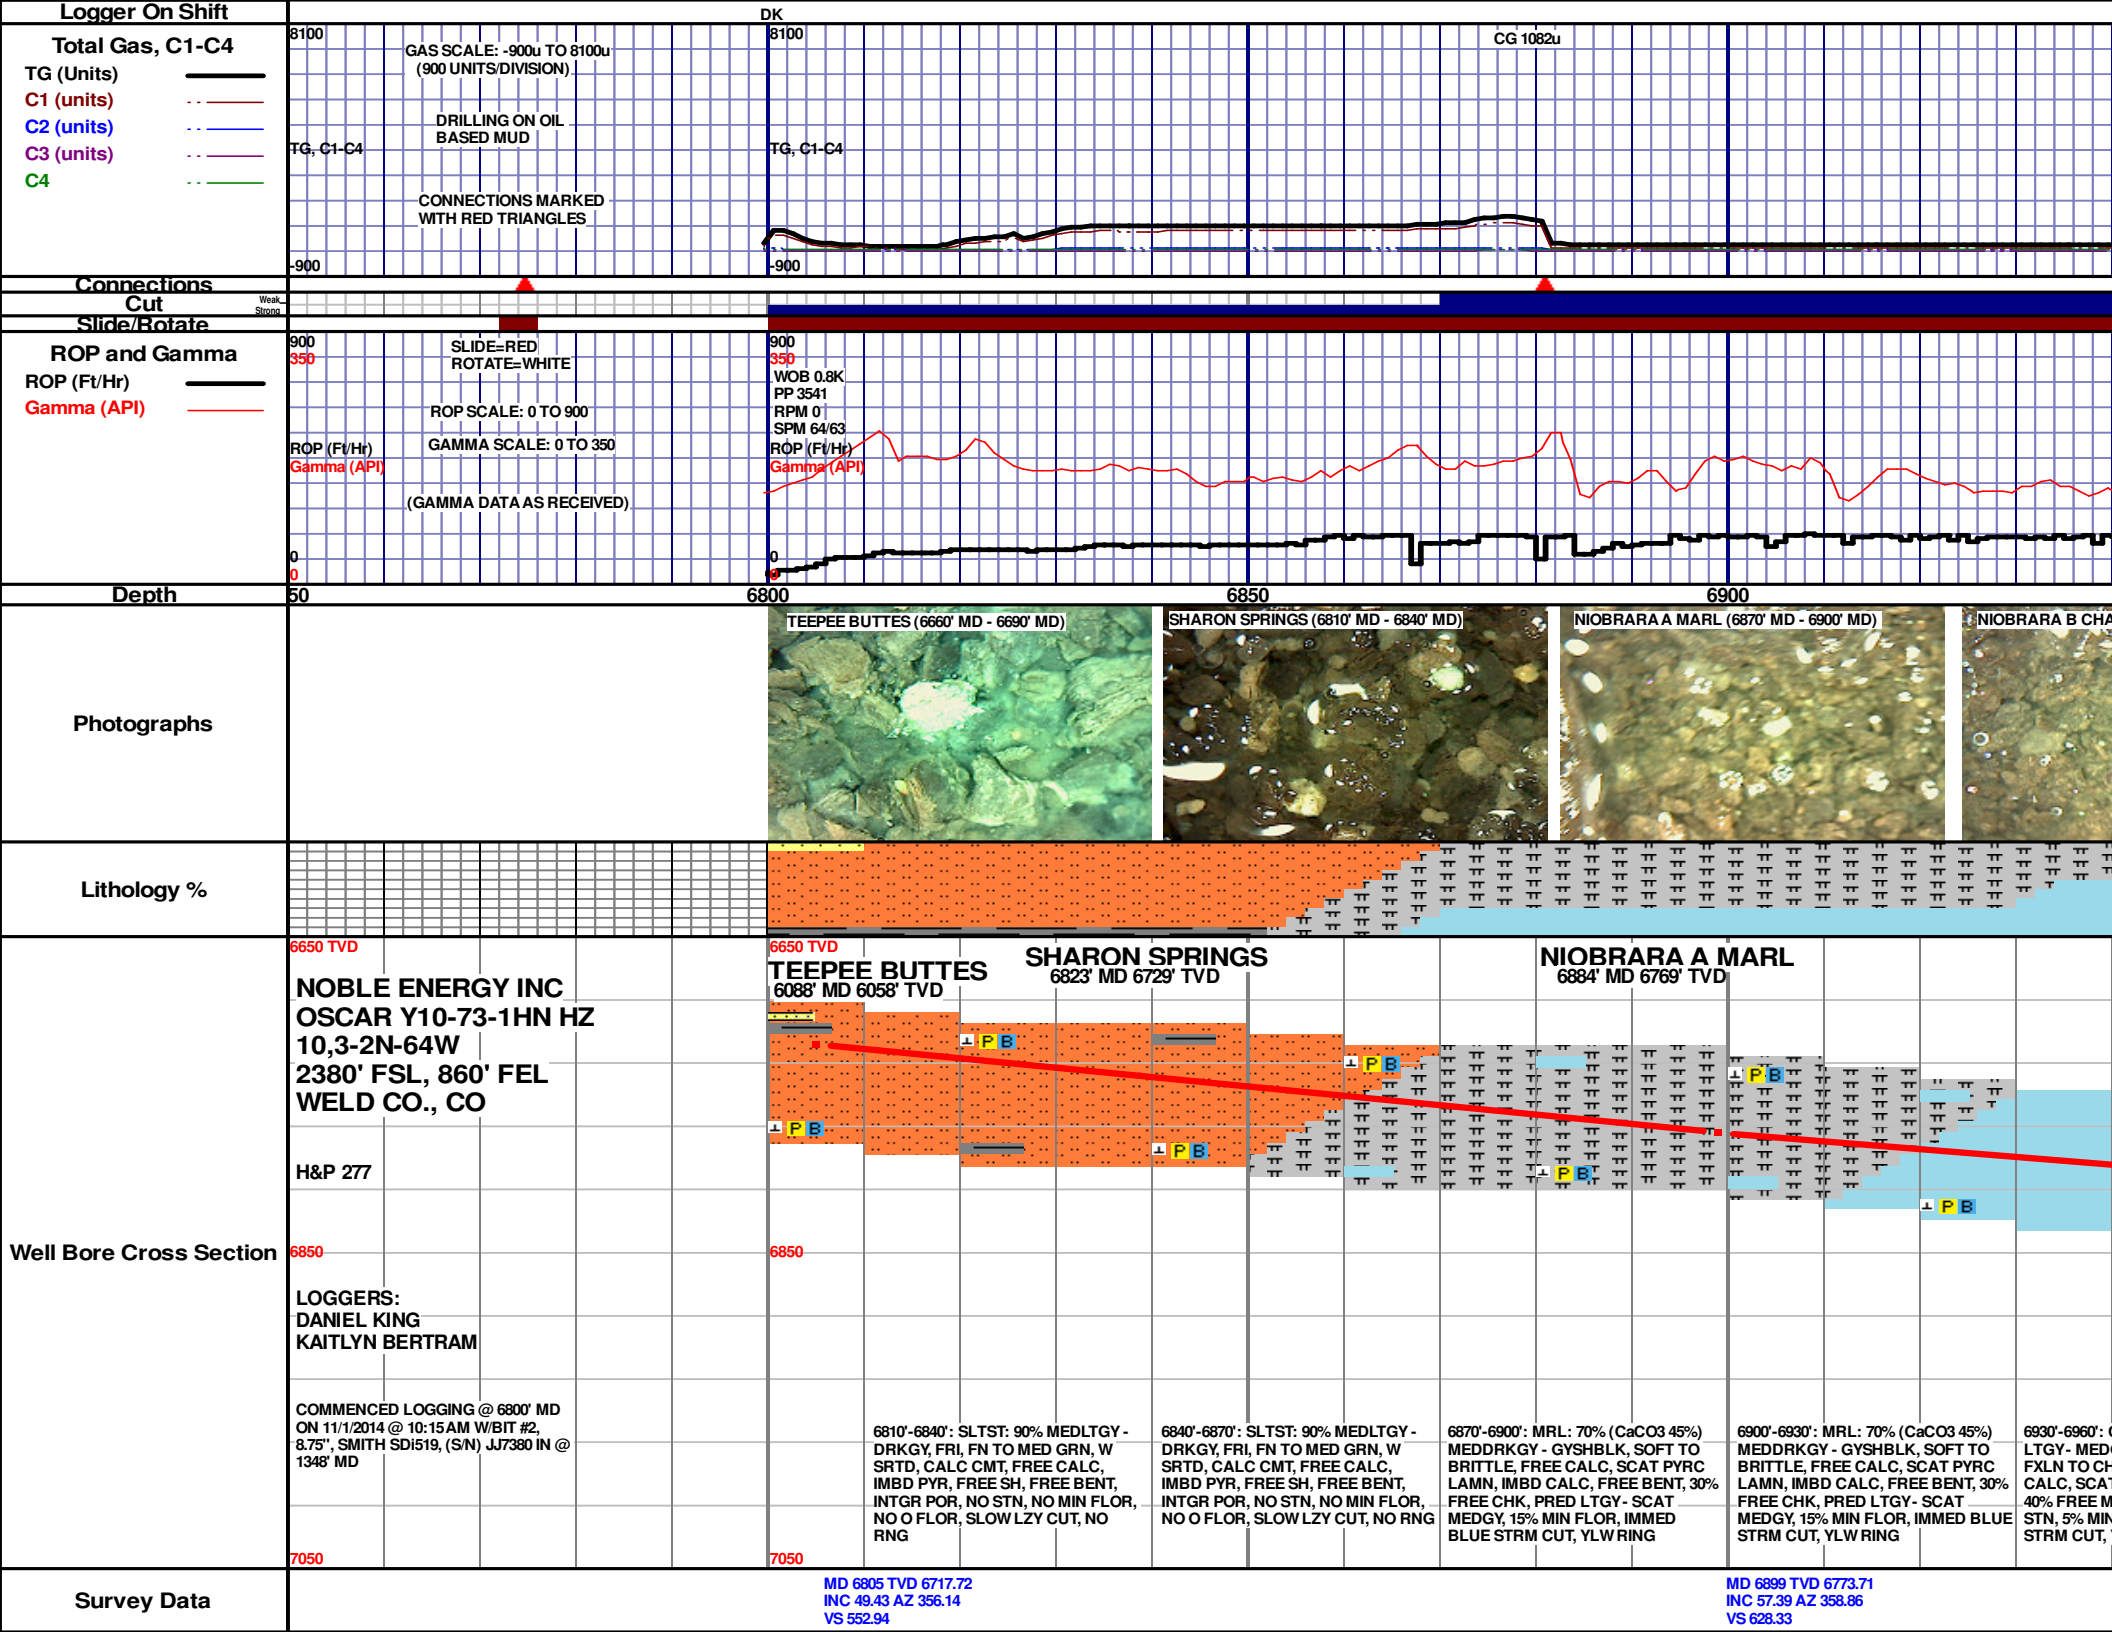 Logger On Shift
DK
Total Gas, C1-C4
TG (Units)
C1 (units)
C2 (units)
C3 (units)
C4
8100
GAS SCALE: -900u TO 8100u
(900 UNITS/DIVISION)
DRILLING ON OIL
BASED MUD
TG, C1-C4
CONNECTIONS MARKED
WITH RED TRIANGLES
-900
8100
TG, C1-C4
-900
CG 1082u
Connections
Cut
Weak
Strong
Slide/Rotate
ROP and Gamma
ROP (Ft/Hr)
Gamma (API)
900
350
SLIDE=RED
ROTATE=WHITE
ROP SCALE: 0 TO 900
GAMMA SCALE: 0 TO 350
ROP (Ft/Hr)
Gamma (API)
(GAMMA DATA AS RECEIVED)
0
0
900
350
WOB 0.8K
PP 3541
RPM 0
SPM 64/63
ROP (Ft/Hr)
Gamma (API)
0
0
Depth
50
6800
6850
6900
Photographs
TEEPEE BUTTES (6660' MD - 6690' MD)
SHARON SPRINGS (6810' MD - 6840' MD)
NIOBRARA A MARL (6870' MD - 6900' MD)
NIOBRARA B CHA
Lithology %
Well Bore Cross Section
6650 TVD
NOBLE ENERGY INC
OSCAR Y10-73-1HN HZ
10,3-2N-64W
2380' FSL, 860' FEL
WELD CO., CO
H&P 277
6850
LOGGERS:
DANIEL KING
KAITLYN BERTRAM
COMMENCED LOGGING @ 6800' MD
ON 11/1/2014 @ 10:15 AM W/BIT #2,
8.75", SMITH SDi519, (S/N) JJ7380 IN @
1348' MD
7050
6650 TVD
TEEPEE BUTTES
6088' MD 6058' TVD
SHARON SPRINGS
6823' MD 6729' TVD
NIOBRARA A MARL
6884' MD 6769' TVD
P B
P B
P B
P B
P B
P B
P B
6850
6810'-6840': SLTST: 90% MEDLTGY -
DRKGY, FRI, FN TO MED GRN, W
SRTD, CALC CMT, FREE CALC,
IMBD PYR, FREE SH, FREE BENT,
INTGR POR, NO STN, NO MIN FLOR,
NO O FLOR, SLOW LZY CUT, NO
RNG
6840'-6870': SLTST: 90% MEDLTGY -
DRKGY, FRI, FN TO MED GRN, W
SRTD, CALC CMT, FREE CALC,
IMBD PYR, FREE SH, FREE BENT,
INTGR POR, NO STN, NO MIN FLOR,
NO O FLOR, SLOW LZY CUT, NO RNG
6870'-6900': MRL: 70% (CaCO3 45%)
MEDDRKGY - GYSHBLK, SOFT TO
BRITTLE, FREE CALC, SCAT PYRC
LAMN, IMBD CALC, FREE BENT, 30%
FREE CHK, PRED LTGY- SCAT
MEDGY, 15% MIN FLOR, IMMED
BLUE STRM CUT, YLW RING
6900'-6930': MRL: 70% (CaCO3 45%)
MEDDRKGY - GYSHBLK, SOFT TO
BRITTLE, FREE CALC, SCAT PYRC
LAMN, IMBD CALC, FREE BENT, 30%
FREE CHK, PRED LTGY- SCAT
MEDGY, 15% MIN FLOR, IMMED BLUE
STRM CUT, YLW RING
6930'-6960':
LTGY- MED
FXLN TO CH
CALC, SCAT
40% FREE M
STN, 5% MIN
STRM CUT,
7050
Survey Data
MD 6805 TVD 6717.72
INC 49.43 AZ 356.14
VS 552.94
MD 6899 TVD 6773.71
INC 57.39 AZ 358.86
VS 628.33